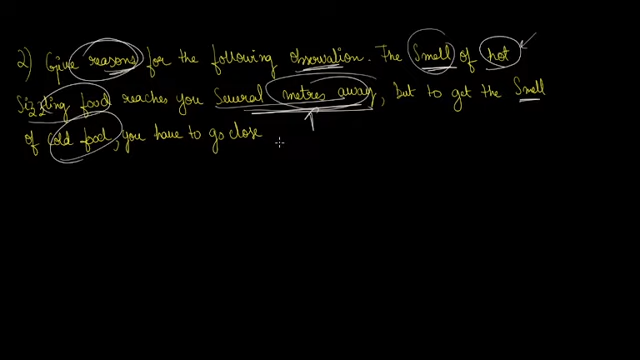 2) Give reasons for the following observation. The Smell of hot
Sizzling food reaches you Several metres away, but to get the Smell
of cold food, you have to go close